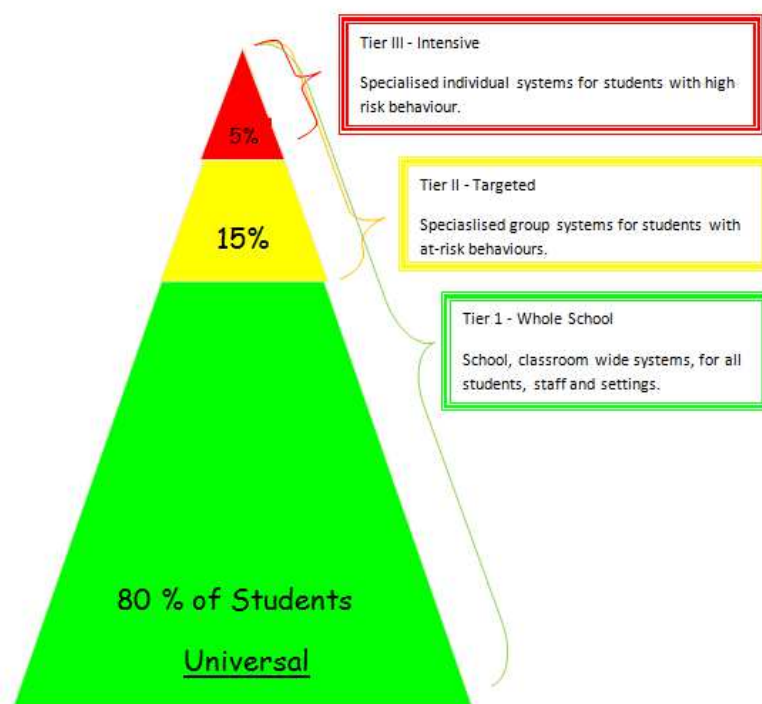 Tier III - Intensive
Specialised individual systems for students with high
risk behaviour.
5%
Tier II - Targeted
Speciaslised group systems for students with
at-risk behaviours.
15%
Tier 1 - Whole School
School, classroom wide systems, for all
students, staff and settings.
80 % of Students
Universal